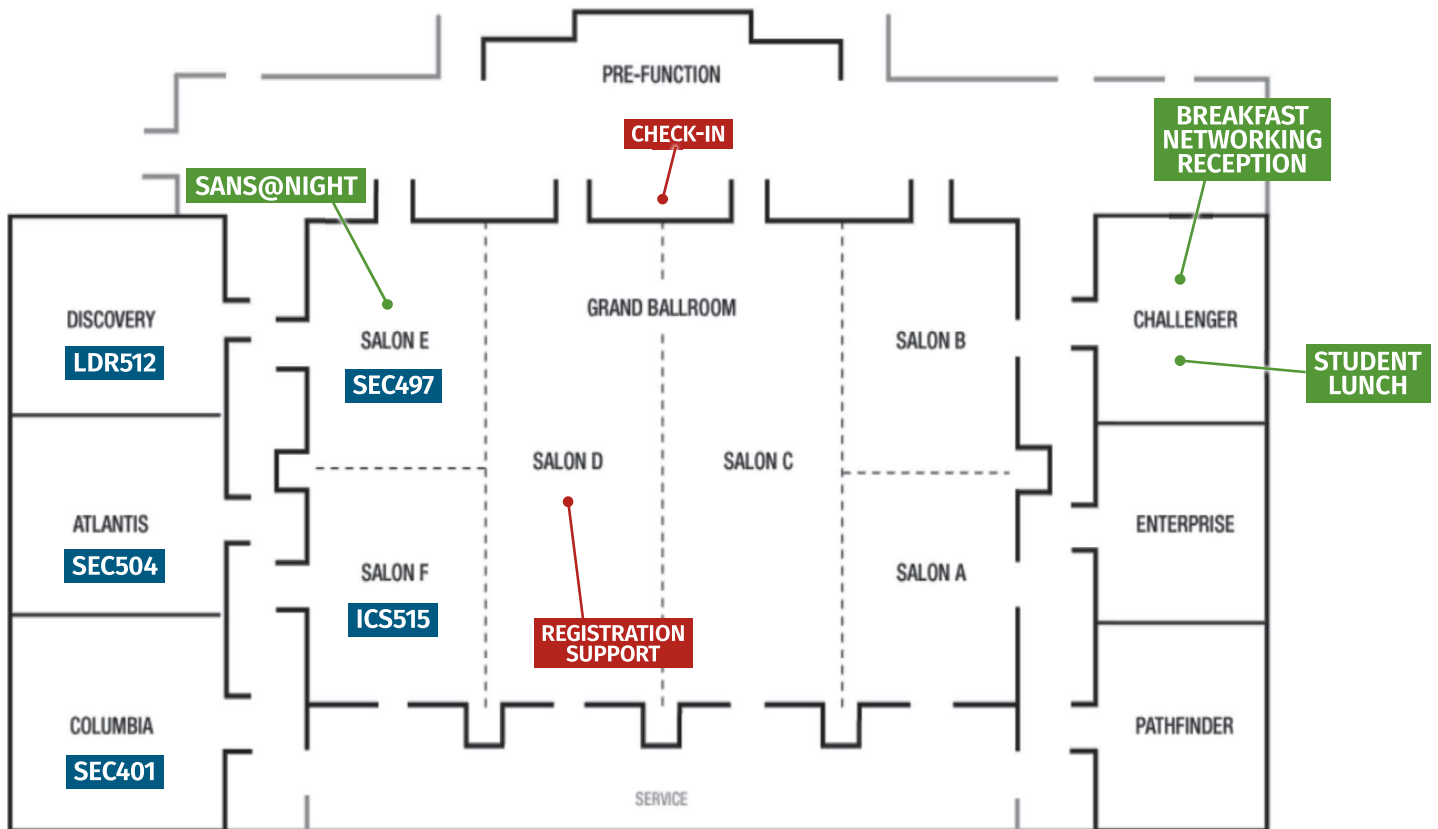 PRE-FUNCTION
CHECK-IN
BREAKFAST
NETWORKING
RECEPTION
SANS@NIGHT
GRAND BALLROOM
DISCOVERY
LDR512
SALON E
SEC497
SALON B
CHALLENGER
STUDENT
LUNCH
SALON D
SALON C
ATLANTIS
SEC504
ENTERPRISE
SALON F
ICS515
SALON A
REGISTRATION
SUPPORT
COLUMBIA
SEC401
PATHFINDER
SERVICE